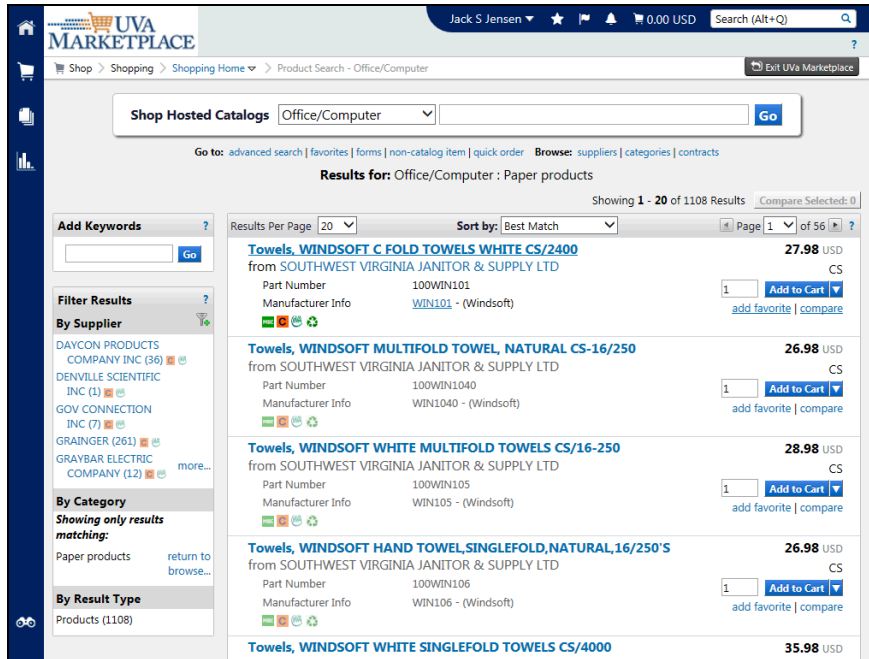 UVA
MARKETPLACE
Jack S Jensen
0.00 USD
Search (Alt+Q)
?
Shop > Shopping > Shopping Home > Product Search - Office/Computer
Exit UVa Marketplace
Shop Hosted Catalogs Office/Computer Go
Go to: advanced search | favorites | forms | non-catalog item | quick order Browse: suppliers | categories | contracts
Results for: Office/Computer : Paper products
Showing 1 - 20 of 1108 Results Compare Selected: 0
Add Keywords ?
Go
Filter Results ?
By Supplier
DAYCON PRODUCTS
COMPANY INC (36)
DENVILLE SCIENTIFIC
INC (1)
GOV CONNECTION
INC (7)
GRAINGER (261)
GRAYBAR ELECTRIC
COMPANY (12)
more...
By Category
Showing only results
matching:
Paper products return to
browse...
By Result Type
Products (1108)
Results Per Page 20 Sort by: Best Match Page 1 of 56 ?
Towels, WINDSOFT C FOLD TOWELS WHITE CS/2400 27.98 USD
from SOUTHWEST VIRGINIA JANITOR & SUPPLY LTD CS
Part Number 100WIN101 1 Add to Cart
Manufacturer Info WIN101 - (Windsoft) add favorite | compare
Towels, WINDSOFT MULTIFOLD TOWEL, NATURAL CS-16/250 26.98 USD
from SOUTHWEST VIRGINIA JANITOR & SUPPLY LTD CS
Part Number 100WIN1040 1 Add to Cart
Manufacturer Info WIN1040 - (Windsoft) add favorite | compare
Towels, WINDSOFT WHITE MULTIFOLD TOWELS CS/16-250 28.98 USD
from SOUTHWEST VIRGINIA JANITOR & SUPPLY LTD CS
Part Number 100WIN105 1 Add to Cart
Manufacturer Info WIN105 - (Windsoft) add favorite | compare
Towels, WINDSOFT HAND TOWEL,SINGLEFOLD,NATURAL,16/250'S 26.98 USD
from SOUTHWEST VIRGINIA JANITOR & SUPPLY LTD CS
Part Number 100WIN106 1 Add to Cart
Manufacturer Info WIN106 - (Windsoft) add favorite | compare
Towels, WINDSOFT WHITE SINGLEFOLD TOWELS CS/4000 35.98 USD